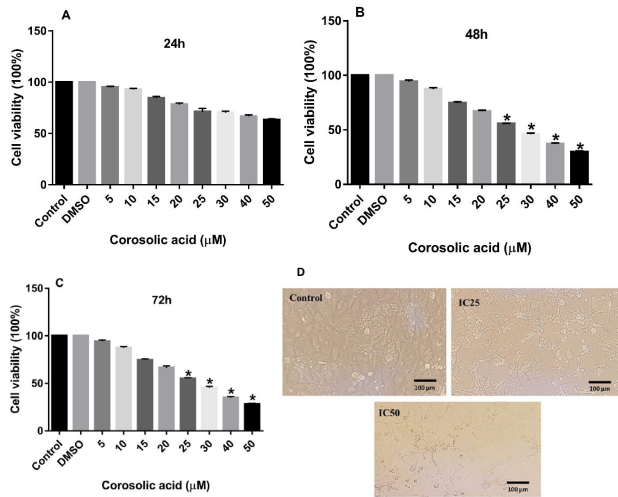 A
24h
150
100
50
0
Cell viability (100%)
Control
DMSO
5
10
15
20
25
30
40
50
Corosolic acid (μM)
B
48h
150
100
50
0
Cell viability (100%)
* * * *
Control
DMSO
5
10
15
20
25
30
40
50
Corosolic acid (μM)
C
72h
150
100
50
0
Cell viability (100%)
* * * *
Control
DMSO
5
10
15
20
25
30
40
50
Corosolic acid (μM)
D
Control
100 μm
IC25
100 μm
IC50
100 μm